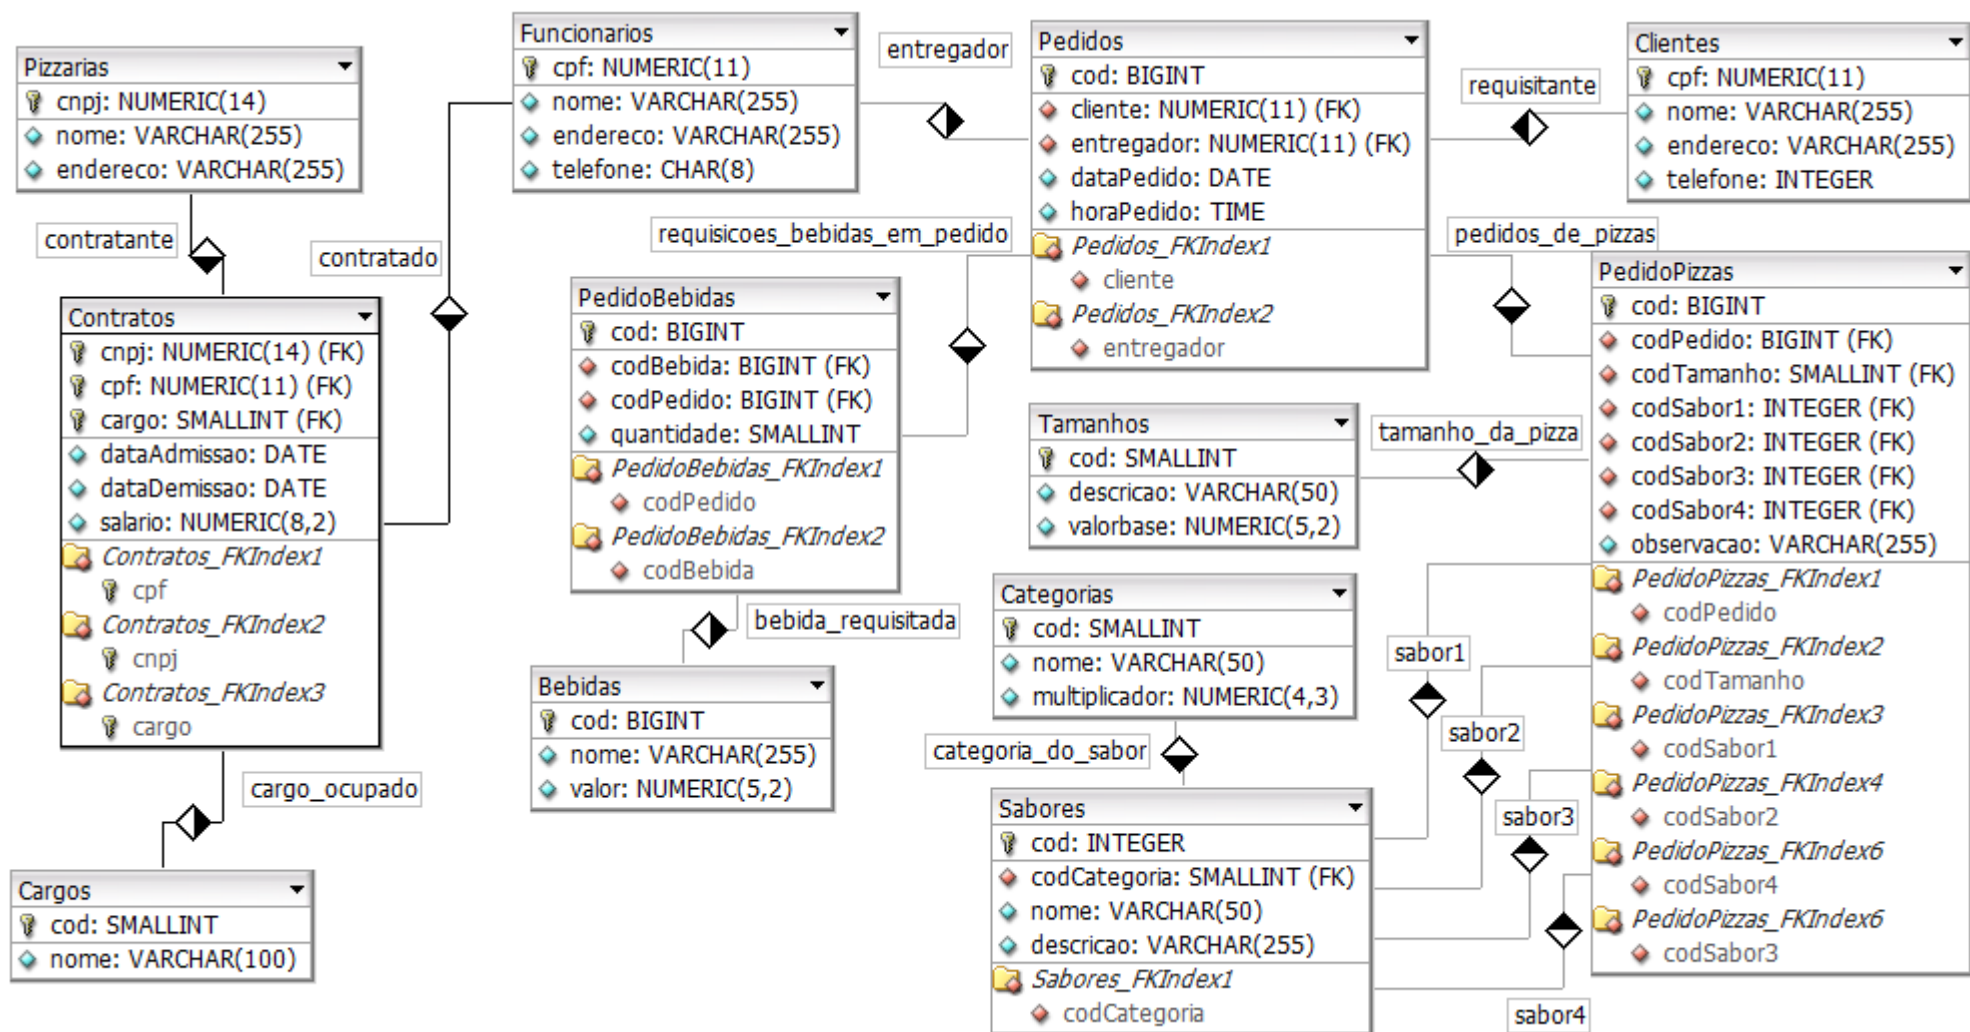 Pizzarias
cnpj: NUMERIC(14)
nome: VARCHAR(255)
endereco: VARCHAR(255)
contratante
Funcionarios
cpf: NUMERIC(11)
nome: VARCHAR(255)
endereco: VARCHAR(255)
telefone: CHAR(8)
contratado
entregador
Pedidos
cod: BIGINT
cliente: NUMERIC(11) (FK)
entregador: NUMERIC(11) (FK)
dataPedido: DATE
horaPedido: TIME
Pedidos_FKIndex1
cliente
Pedidos_FKIndex2
entregador
requisitante
Clientes
cpf: NUMERIC(11)
nome: VARCHAR(255)
endereco: VARCHAR(255)
telefone: INTEGER
Contratos
cnpj: NUMERIC(14) (FK)
cpf: NUMERIC(11) (FK)
cargo: SMALLINT (FK)
dataAdmissao: DATE
dataDemissao: DATE
salario: NUMERIC(8,2)
Contratos_FKIndex1
cpf
Contratos_FKIndex2
cnpj
Contratos_FKIndex3
cargo
cargo_ocupado
Cargos
cod: SMALLINT
nome: VARCHAR(100)
requisicoes_bebidas_em_pedido
PedidoBebidas
cod: BIGINT
codBebida: BIGINT (FK)
codPedido: BIGINT (FK)
quantidade: SMALLINT
PedidoBebidas_FKIndex1
codPedido
PedidoBebidas_FKIndex2
codBebida
bebida_requisitada
Bebidas
cod: BIGINT
nome: VARCHAR(255)
valor: NUMERIC(5,2)
pedidos_de_pizzas
PedidoPizzas
cod: BIGINT
codPedido: BIGINT (FK)
codTamanho: SMALLINT (FK)
codSabor1: INTEGER (FK)
codSabor2: INTEGER (FK)
codSabor3: INTEGER (FK)
codSabor4: INTEGER (FK)
observacao: VARCHAR(255)
PedidoPizzas_FKIndex1
codPedido
PedidoPizzas_FKIndex2
codTamanho
PedidoPizzas_FKIndex3
codSabor1
PedidoPizzas_FKIndex4
codSabor2
PedidoPizzas_FKIndex6
codSabor4
PedidoPizzas_FKIndex6
codSabor3
Tamanhos
cod: SMALLINT
descricao: VARCHAR(50)
valorbase: NUMERIC(5,2)
tamanho_da_pizza
Categorias
cod: SMALLINT
nome: VARCHAR(50)
multiplicador: NUMERIC(4,3)
categoria_do_sabor
Sabores
cod: INTEGER
codCategoria: SMALLINT (FK)
nome: VARCHAR(50)
descricao: VARCHAR(255)
Sabores_FKIndex1
codCategoria
sabor1
sabor2
sabor3
sabor4